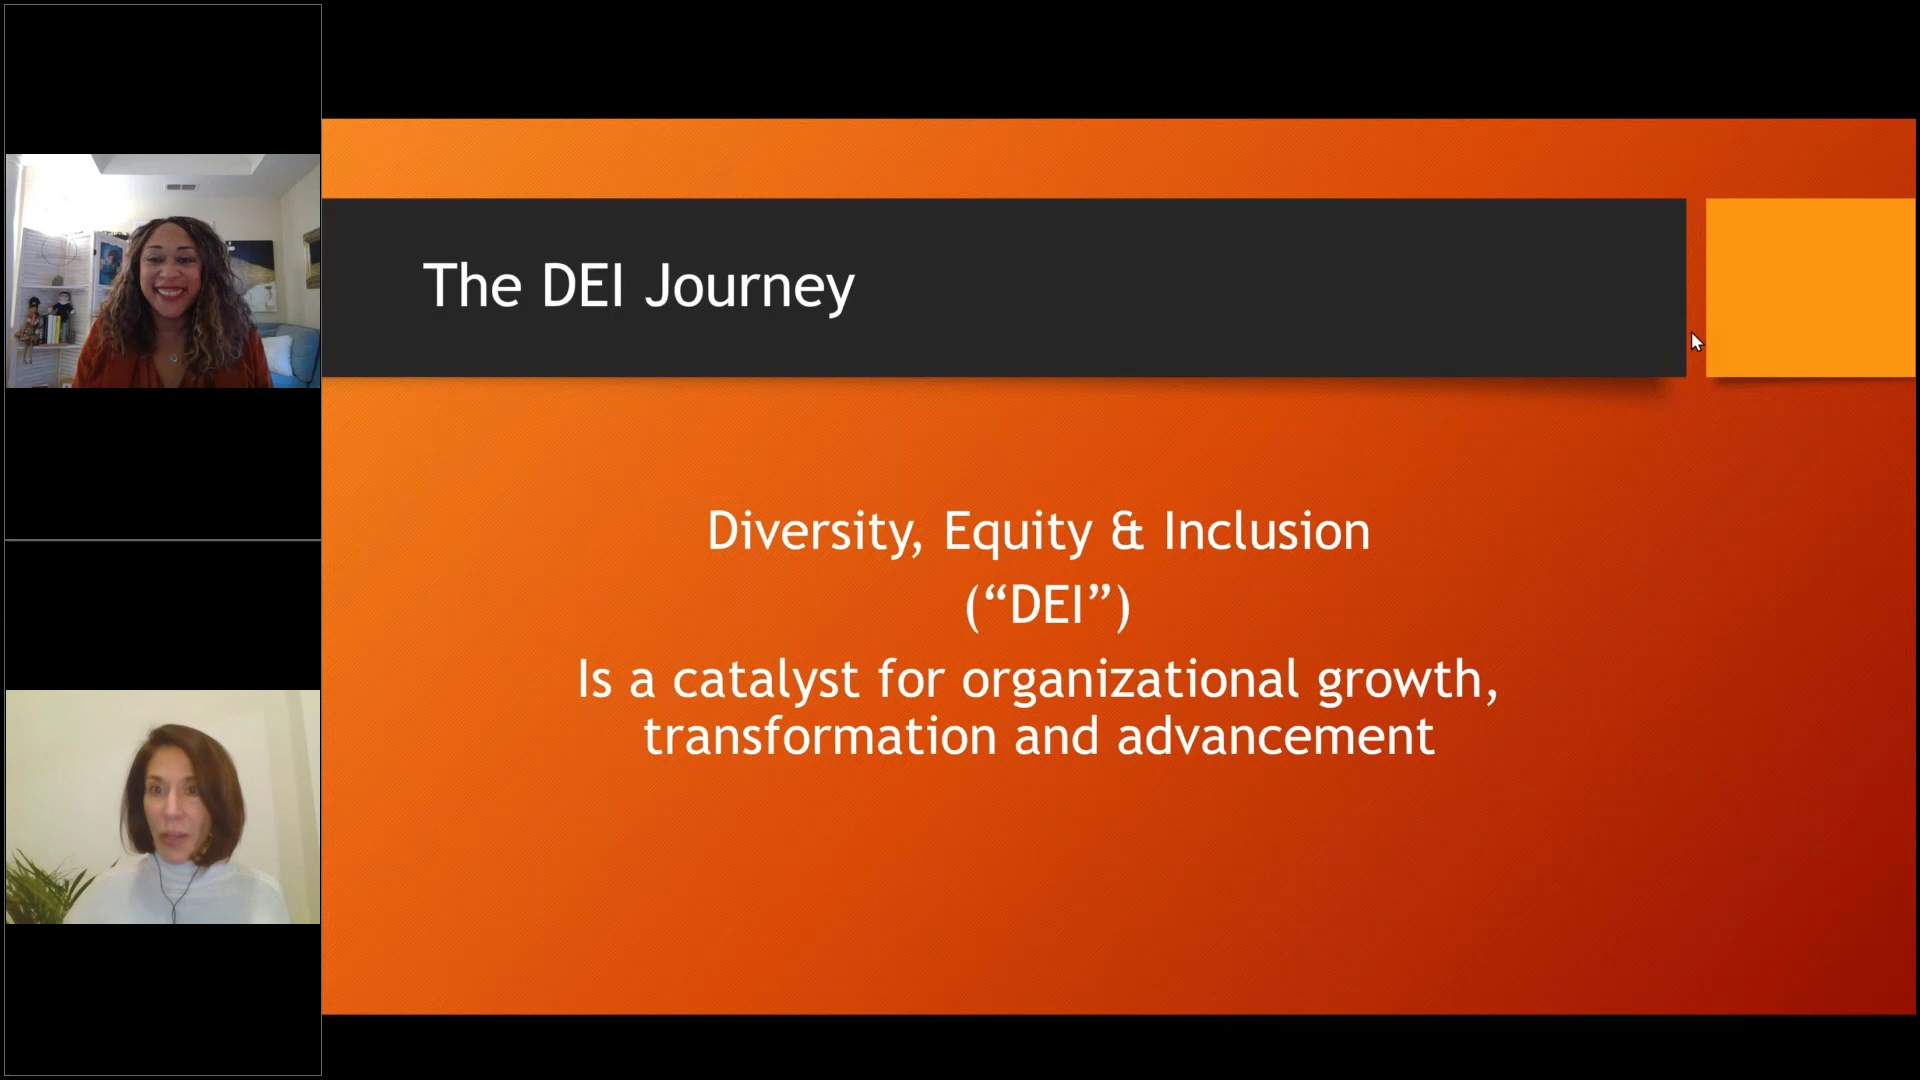 The DEI Journey
Diversity, Equity & Inclusion
(“DEI”)
Is a catalyst for organizational growth,
transformation and advancement